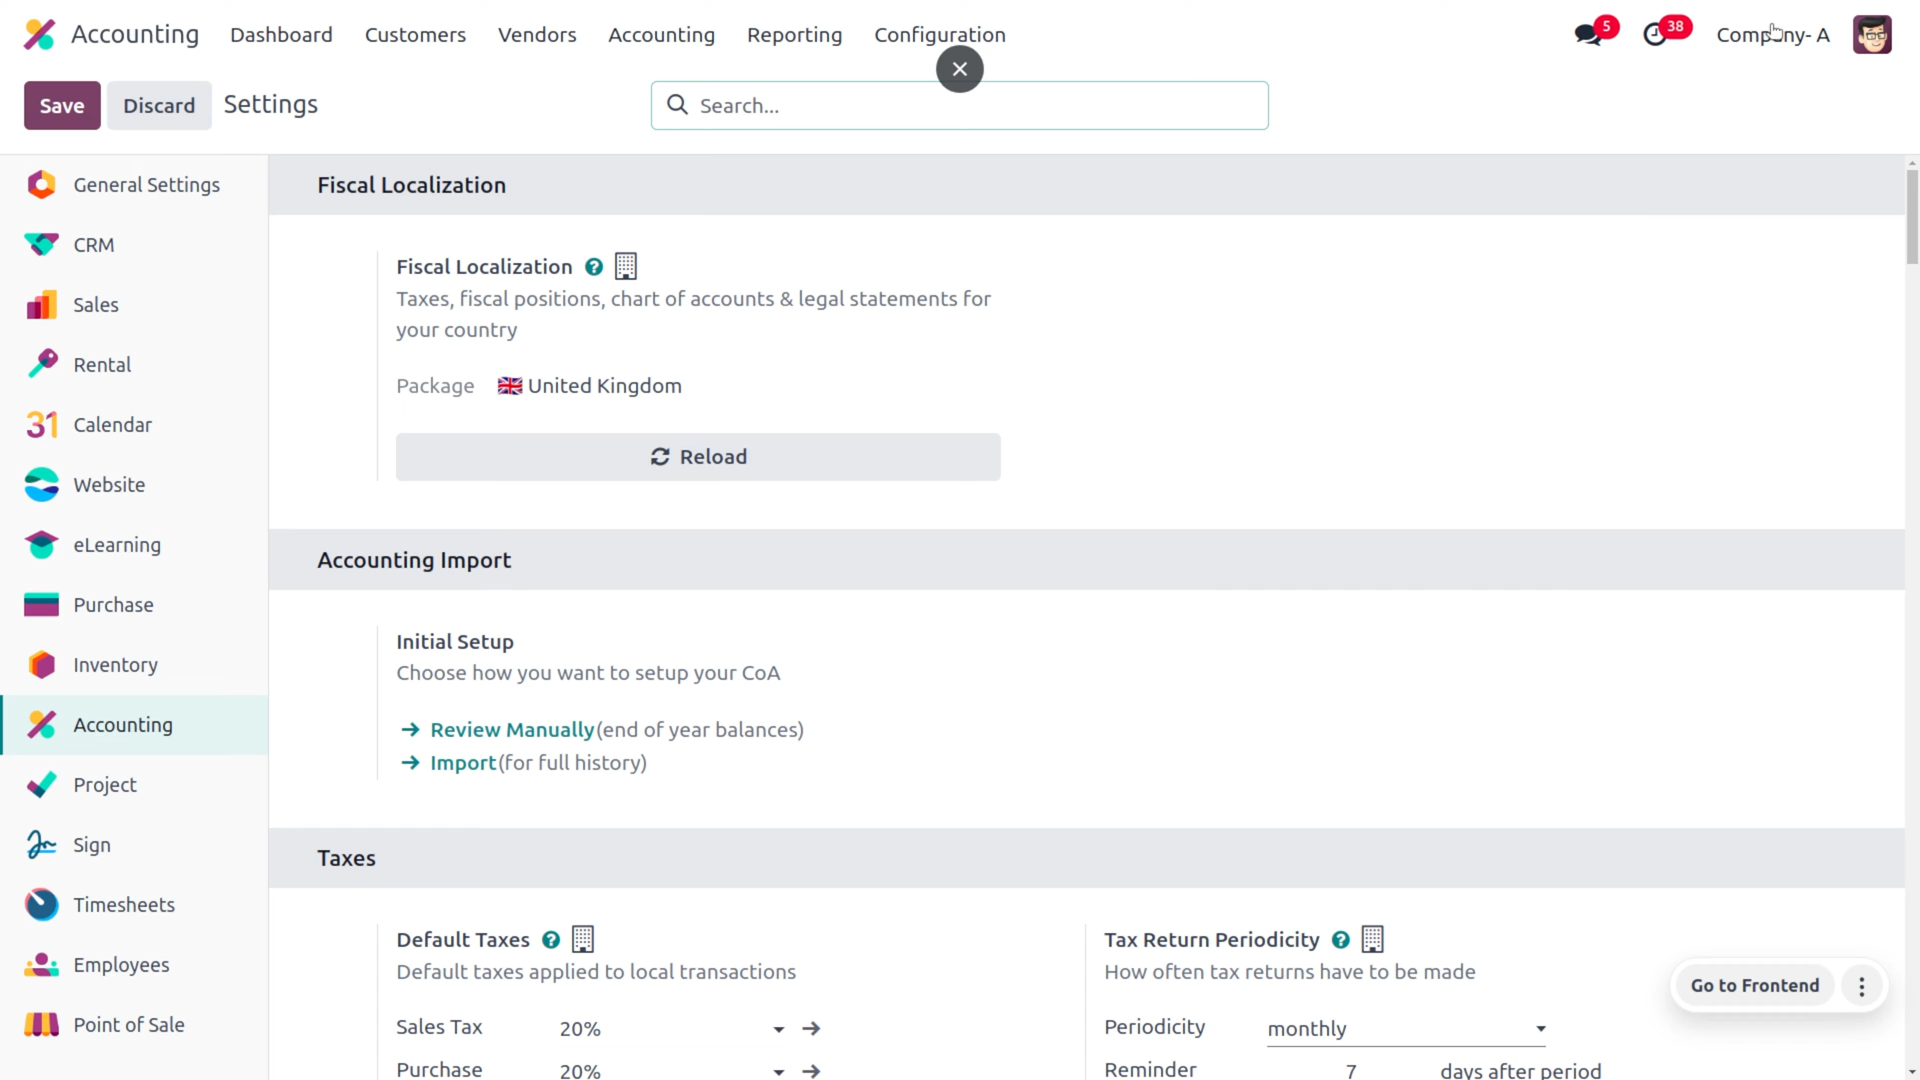 Accounting Dashboard Customers Vendors Accounting Reporting Configuration 5 38 Company- A
Save Discard Settings Search...
General Settings
CRM
Sales
Rental
31 Calendar
Website
eLearning
Purchase
Inventory
Accounting
Project
Sign
Timesheets
Employees
Point of Sale
Fiscal Localization
Fiscal Localization ?
Taxes, fiscal positions, chart of accounts & legal statements for
your country
Package United Kingdom
Reload
Accounting Import
Initial Setup
Choose how you want to setup your CoA
Review Manually (end of year balances)
Import (for full history)
Taxes
Default Taxes ?
Default taxes applied to local transactions
Sales Tax 20%
Purchase 20%
Tax Return Periodicity ?
How often tax returns have to be made
Periodicity monthly
Reminder 7 days after period
Go to Frontend